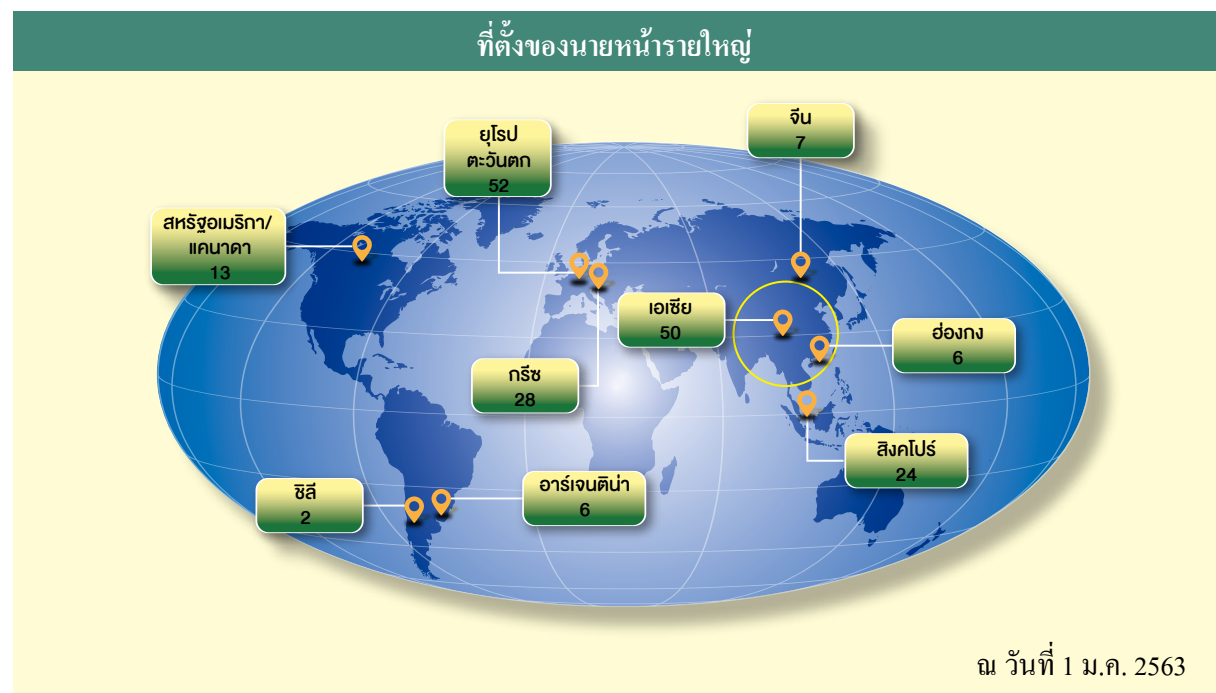 ที่ตั้งของนายหน้ารายใหญ่
จีน
7
ยุโรป
ตะวันตก
52
สหรัฐอเมริกา/
แคนาดา
13
เอเซีย
50
ฮ่องกง
6
กรีซ
28
สิงคโปร์
24
ชิลี
2
อาร์เจนติน่า
6
ณ วันที่ 1 ม.ค. 2563